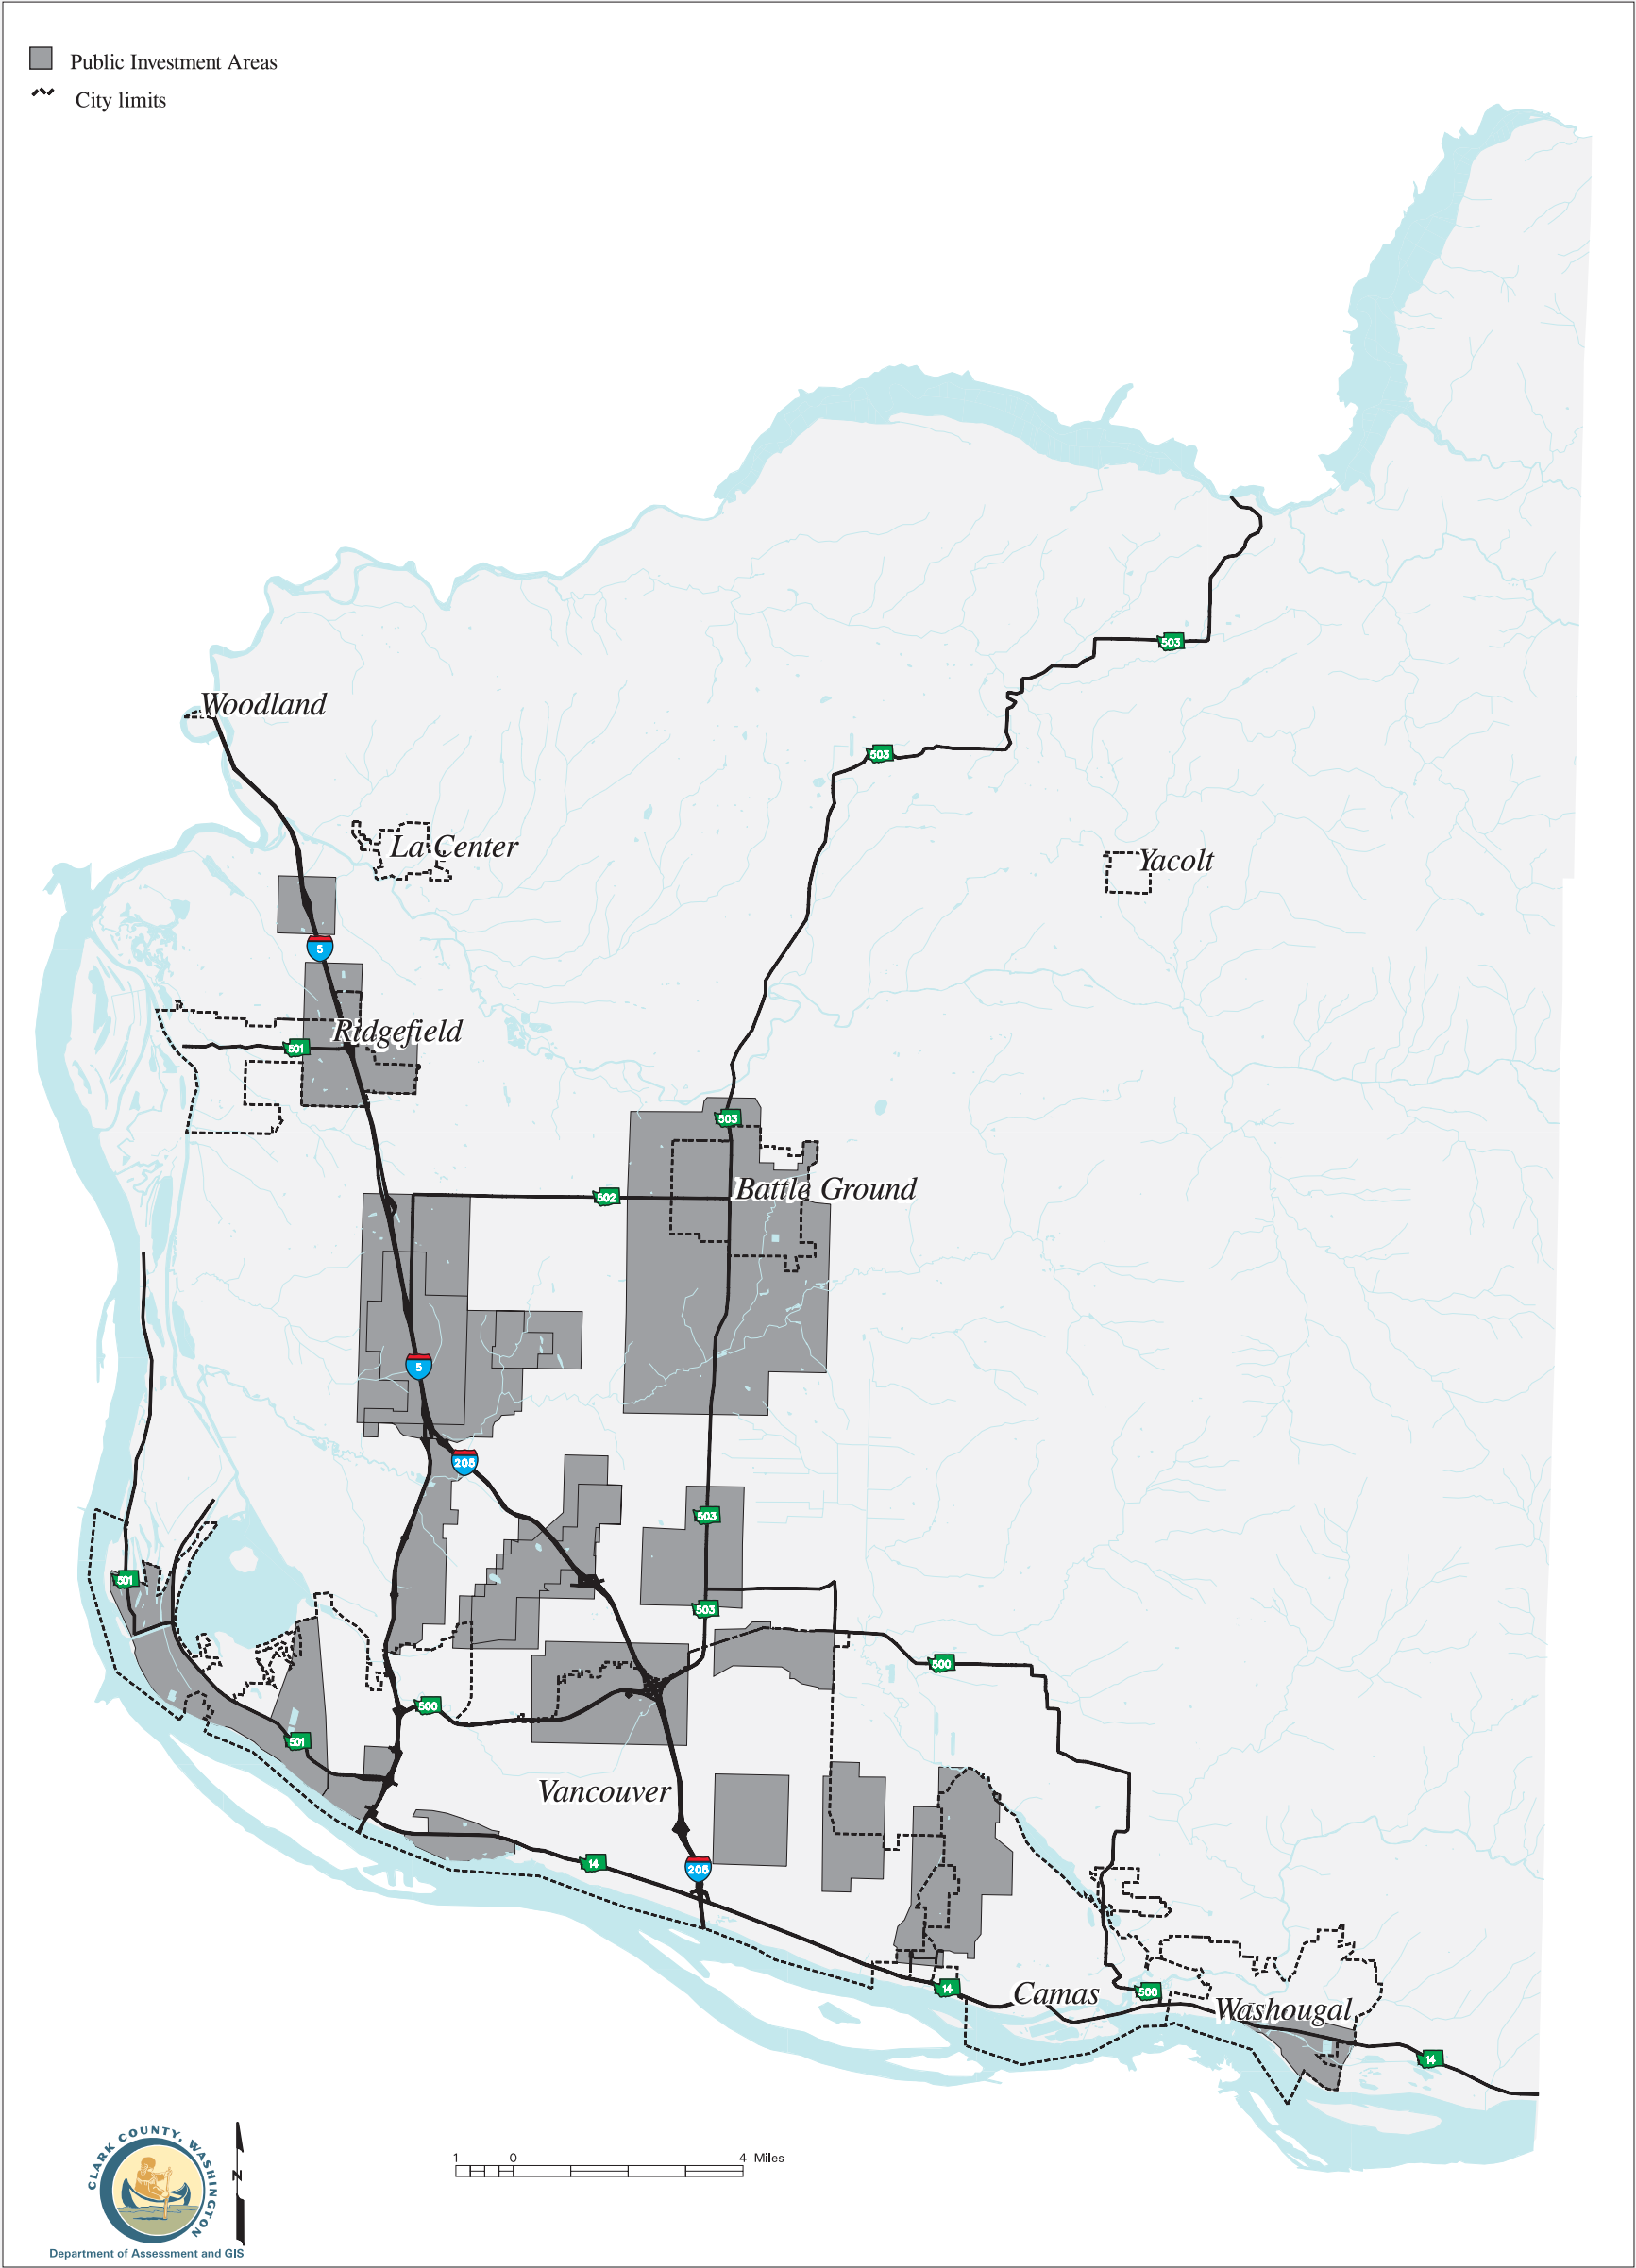 Public Investment Areas
City limits
503
Woodland
503
La Center
Yacolt
5
Ridgefield
501
503
Battle Ground
502
5
205
503
501
503
500
500
501
Vancouver
14
205
14
Camas
500
Washougal
14
1 0 4 Miles
CLARK COUNTY, WASHINGTON
N
Department of Assessment and GIS